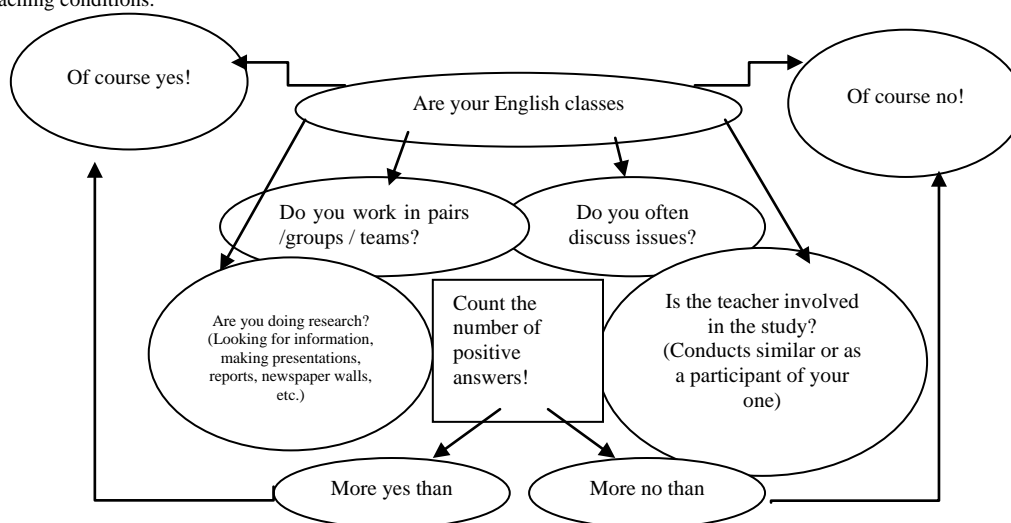 aching conditions.
Of course yes!
Are your English classes
Of course no!
Do you work in pairs
/groups / teams?
Do you often
discuss issues?
Are you doing research?
(Looking for information,
making presentations,
reports, newspaper walls,
etc.)
Count the
number of
positive
answers!
Is the teacher involved
in the study?
(Conducts similar or as
a participant of your
one)
More yes than
More no than